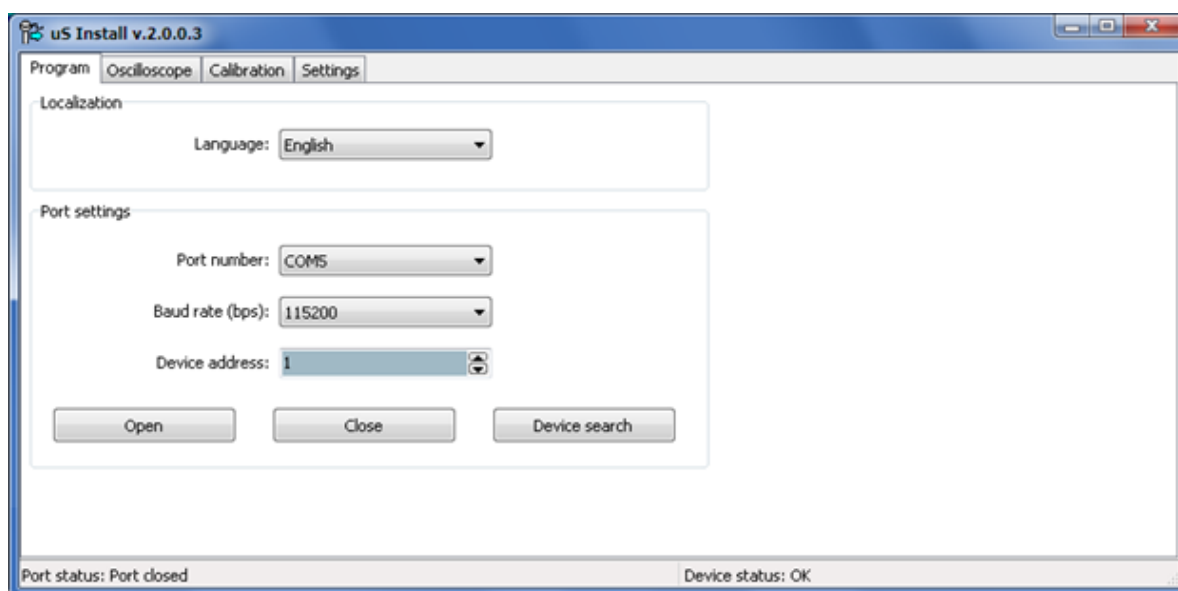 uS Install v.2.0.0.3
Program Oscilloscope Calibration Settings
Localization
Language: English
Port settings
Port number: COM5
Baud rate (bps): 115200
Device address: 1
Open Close Device search
Port status: Port closed Device status: OK